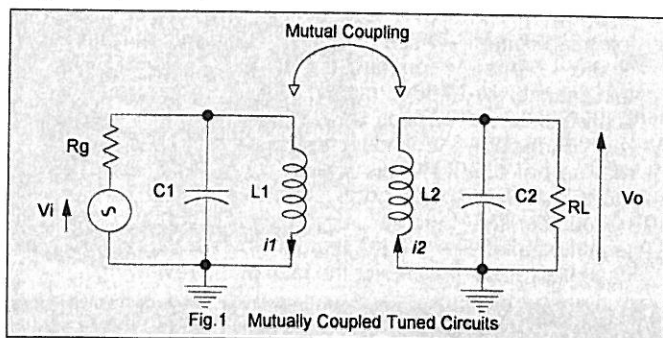 Mutual Coupling
Rg
C1
L1
L2
C2
RL
Vi
Vo
i1
i2
Fig.1 Mutually Coupled Tuned Circuits